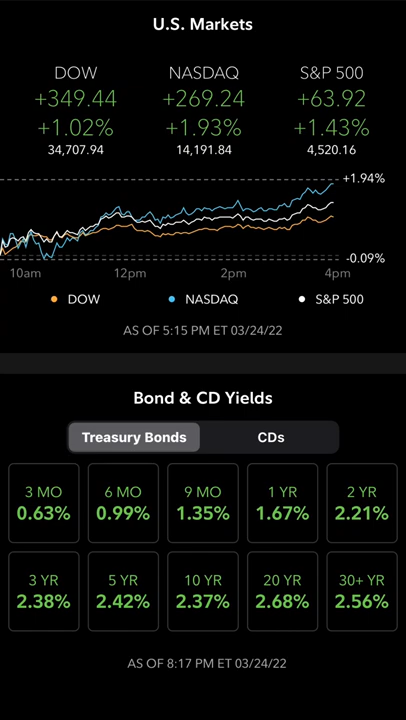 U.S. Markets
DOW NASDAQ S&P 500
+349.44 +269.24 +63.92
+1.02% +1.93% +1.43%
34,707.94 14,191.84 4,520.16
+1.94%
-0.09%
10am 12pm 2pm 4pm
DOW NASDAQ S&P 500
AS OF 5:15 PM ET 03/24/22
Bond & CD Yields
Treasury Bonds CDs
3 MO 6 MO 9 MO 1 YR 2 YR
0.63% 0.99% 1.35% 1.67% 2.21%
3 YR 5 YR 10 YR 20 YR 30+ YR
2.38% 2.42% 2.37% 2.68% 2.56%
AS OF 8:17 PM ET 03/24/22